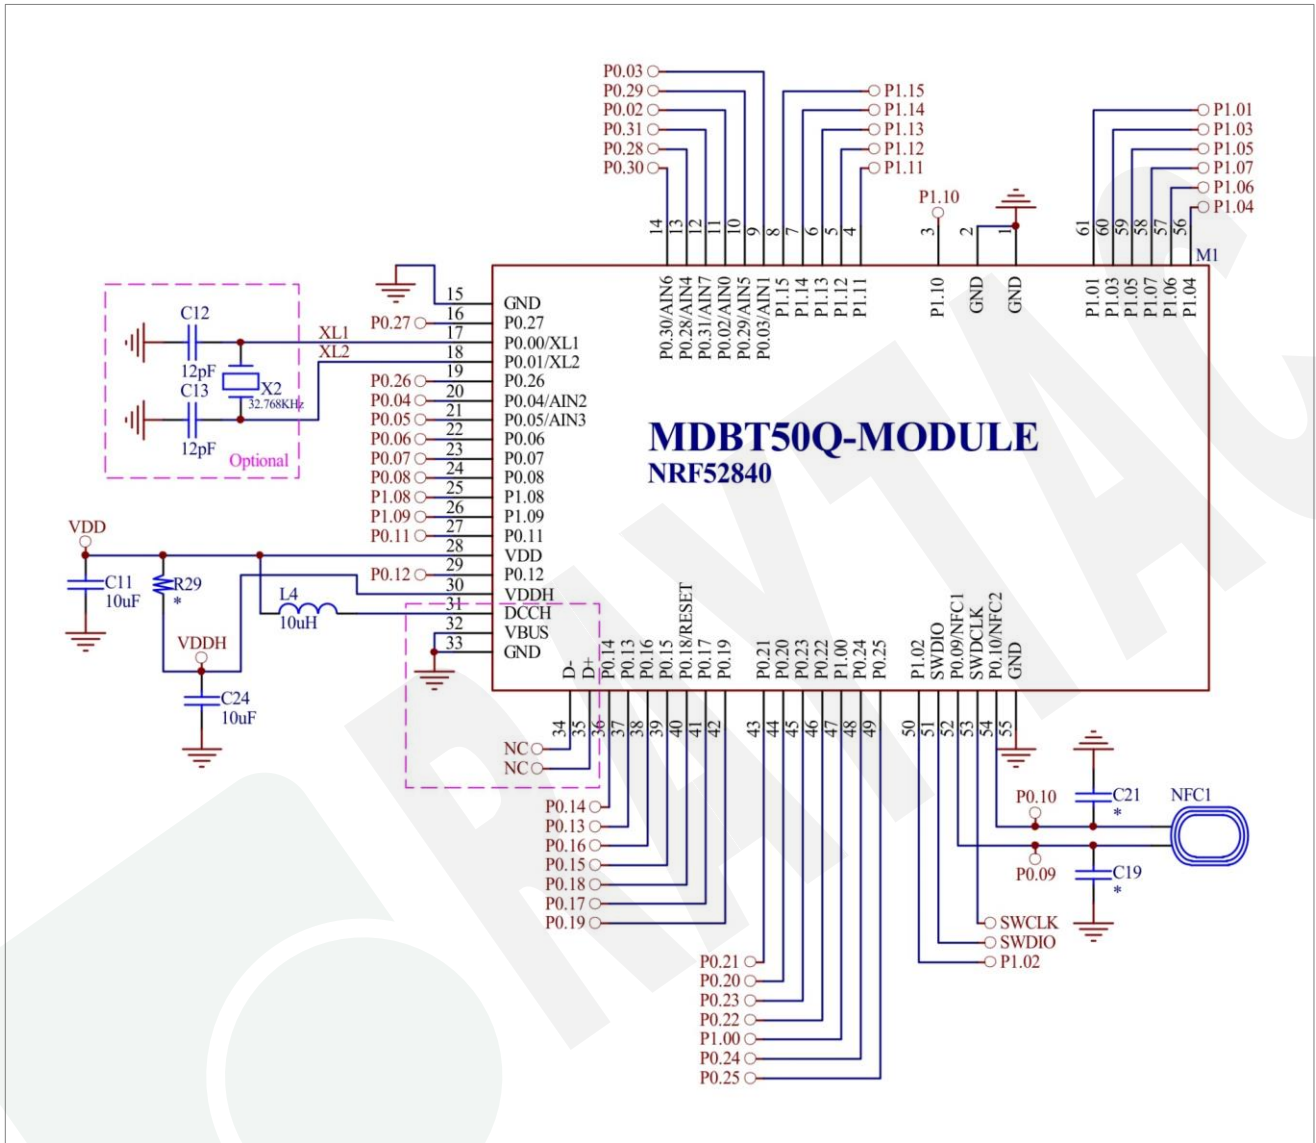 P0.03
P0.29
P0.02
P0.31
P0.28
P0.30
P1.15
P1.14
P1.13
P1.12
P1.11
P1.10
P1.01
P1.03
P1.05
P1.07
P1.06
P1.04
14
13
12
11
10
9
8
7
6
5
4
3
2
1
61
60
59
58
57
56
M1
P0.30/AIN6
P0.28/AIN4
P0.31/AIN7
P0.02/AIN0
P0.29/AIN5
P0.03/AIN1
P1.15
P1.14
P1.13
P1.12
P1.11
P1.10
GND
GND
P1.01
P1.03
P1.05
P1.07
P1.06
P1.04
15 GND
P0.27 16 P0.27
XL1 17 P0.00/XL1
XL2 18 P0.01/XL2
P0.26 19 P0.26
P0.04 20 P0.04/AIN2
P0.05 21 P0.05/AIN3
P0.06 22 P0.06
P0.07 23 P0.07
P0.08 24 P0.08
P1.08 25 P1.08
P1.09 26 P1.09
P0.11 27 P0.11
28 VDD
P0.12 29 P0.12
30 VDDH
31 DCCH
32 VBUS
33 GND
C12
12pF
C13
12pF
X2
32.768KHz
Optional
MDBT50Q-MODULE
NRF52840
VDD
C11
10uF
R29
*
L4
10uH
VDDH
C24
10uF
D-
D+
P0.14
P0.13
P0.16
P0.15
P0.18/RESET
P0.17
P0.19
P0.21
P0.20
P0.23
P0.22
P1.00
P0.24
P0.25
P1.02
SWDIO
P0.09/NFC1
SWDCLK
P0.10/NFC2
GND
34
35
36
37
38
39
40
41
42
43
44
45
46
47
48
49
50
51
52
53
54
55
NC
NC
P0.14
P0.13
P0.16
P0.15
P0.18
P0.17
P0.19
P0.21
P0.20
P0.23
P0.22
P1.00
P0.24
P0.25
P0.10
P0.09
C21
*
C19
*
NFC1
SWCLK
SWDIO
P1.02
RAYTAC